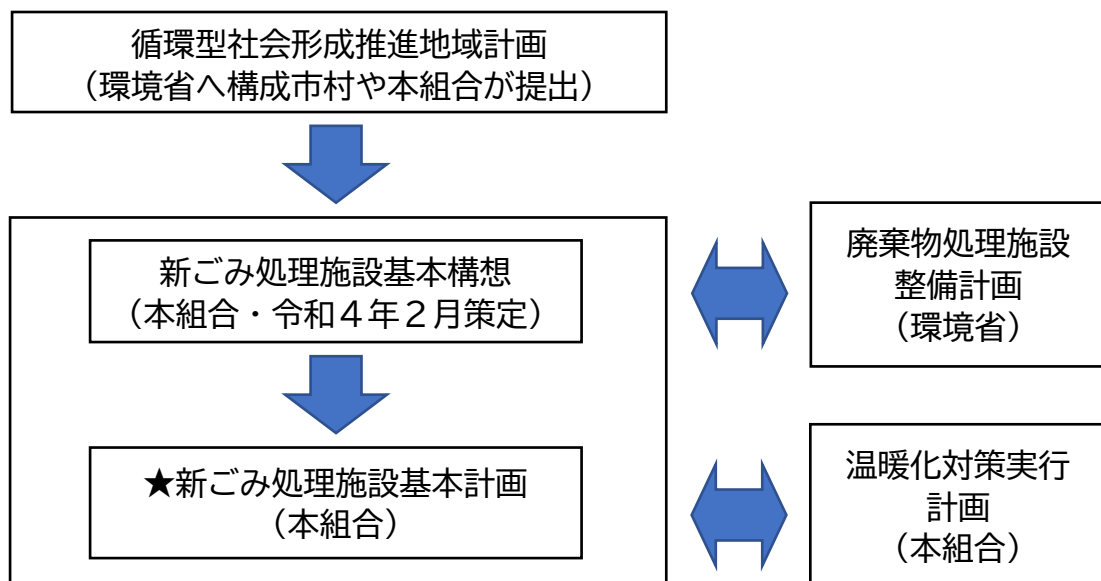 循環型社会形成推進地域計画
（環境省へ構成市村や本組合が提出）
新ごみ処理施設基本構想
（本組合・令和４年２月策定）
★新ごみ処理施設基本計画
（本組合）
廃棄物処理施設
整備計画
（環境省）
温暖化対策実行
計画
（本組合）